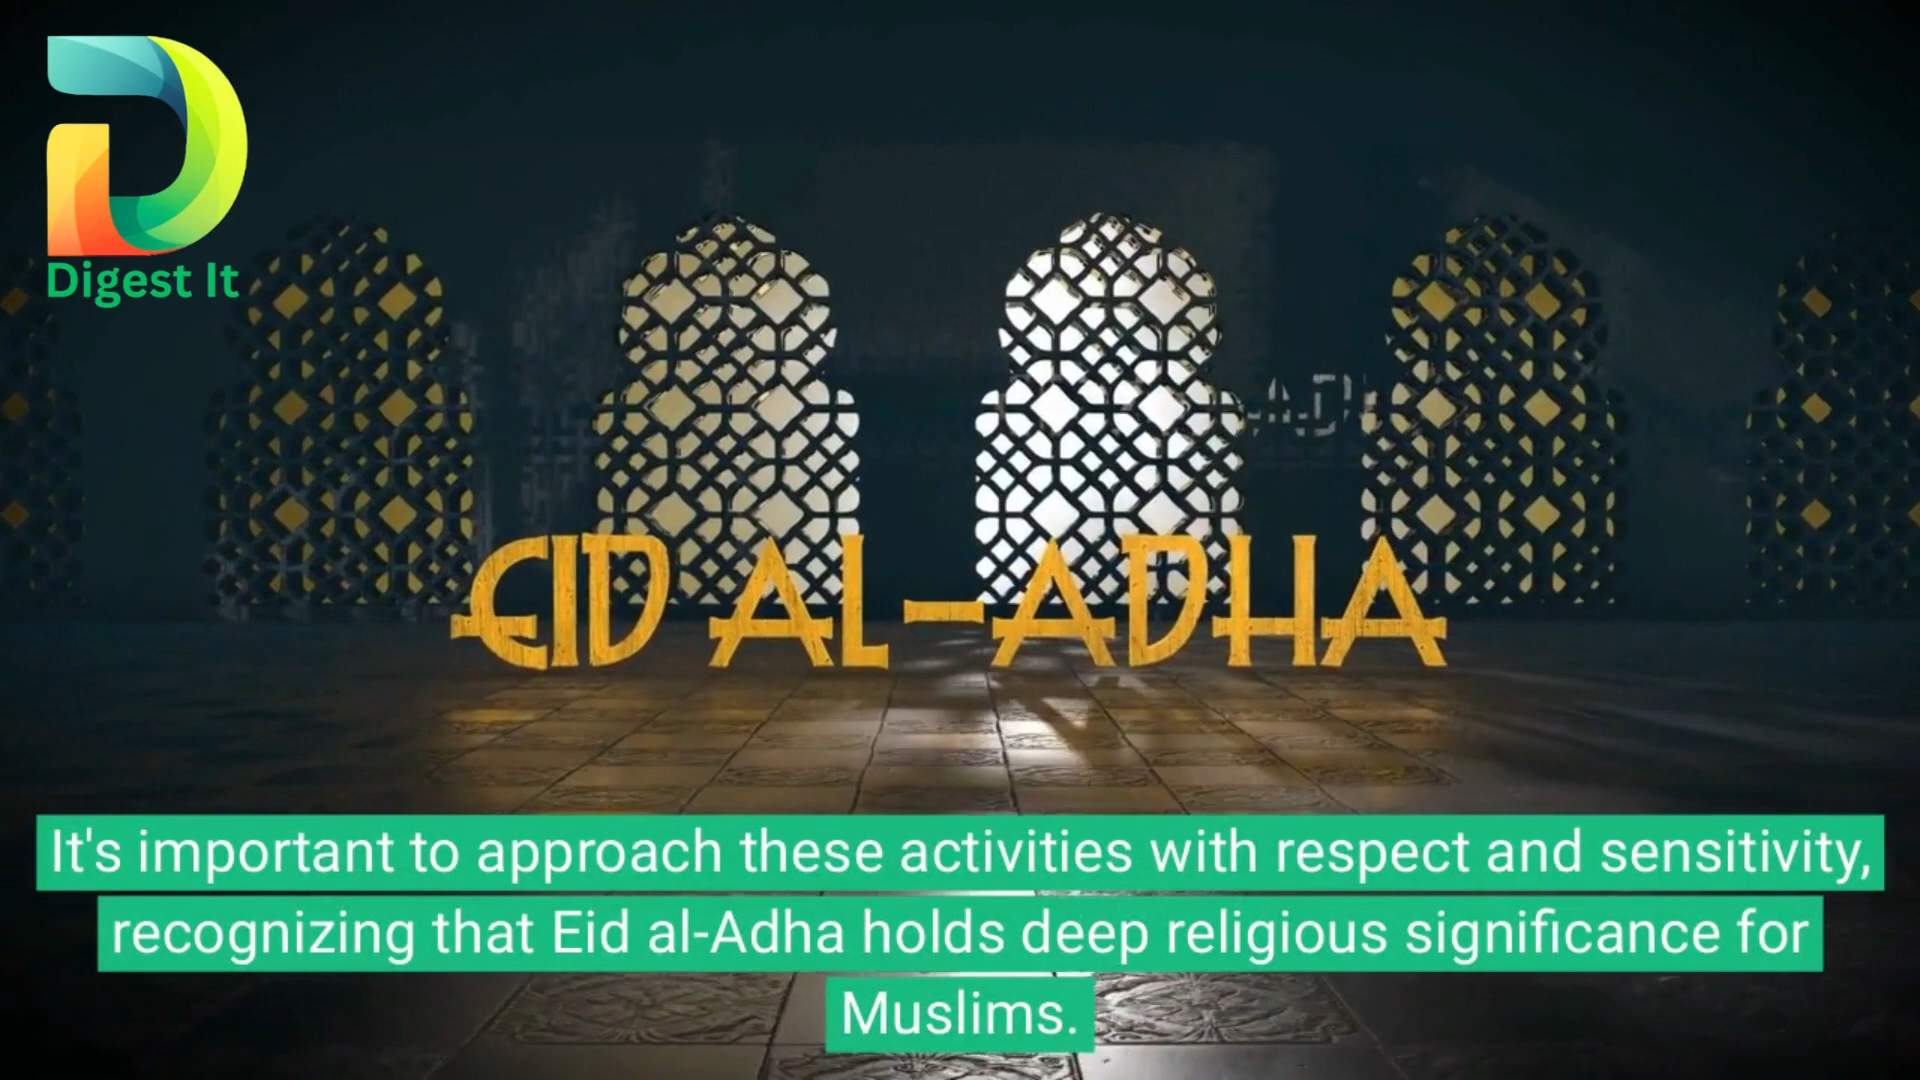 Digest It
EID AL-ADHA
It's important to approach these activities with respect and sensitivity,
recognizing that Eid al-Adha holds deep religious significance for
Muslims.